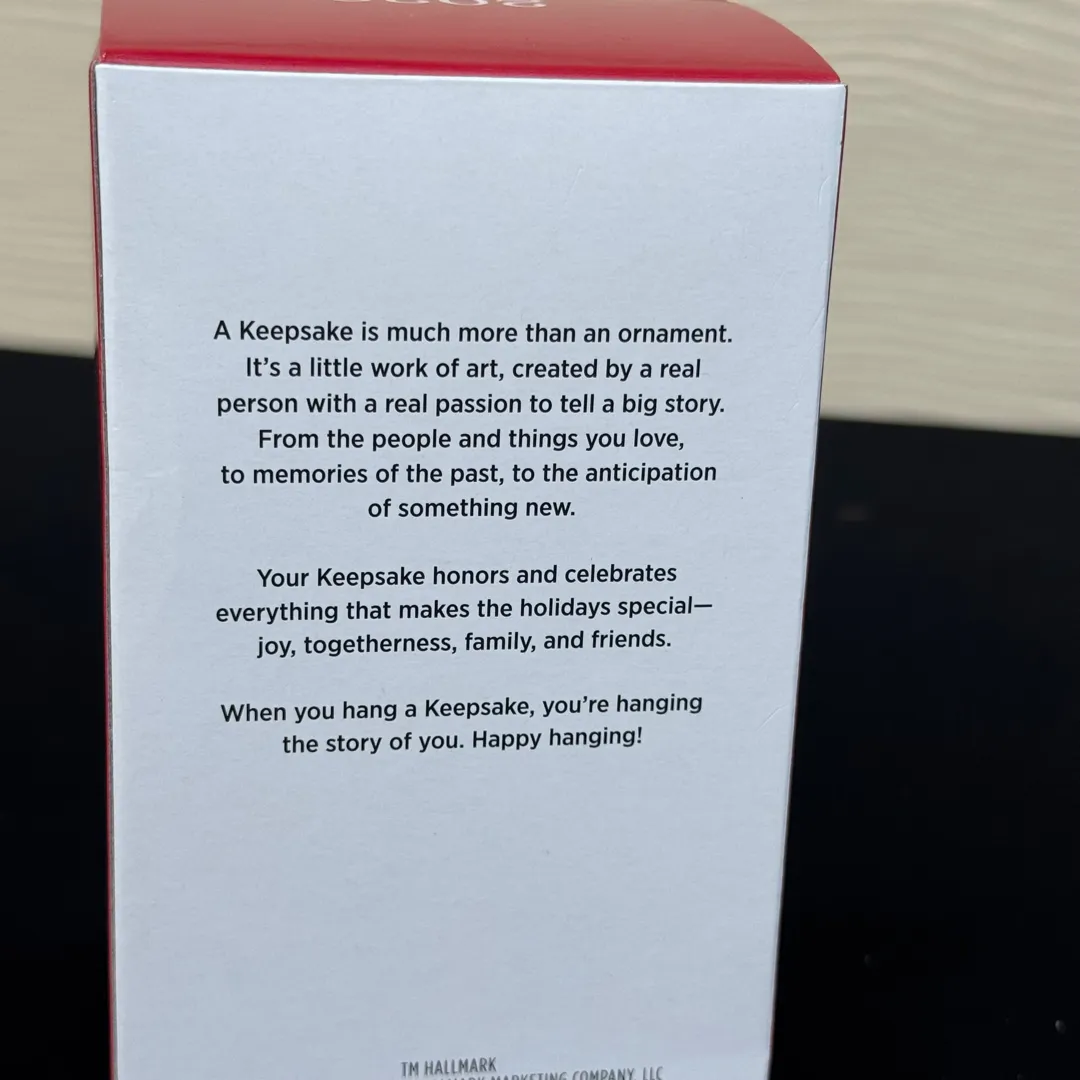 A Keepsake is much more than an ornament.
It's a little work of art, created by a real
person with a real passion to tell a big story.
From the people and things you love,
to memories of the past, to the anticipation
of something new.
Your Keepsake honors and celebrates
everything that makes the holidays special—
joy, togetherness, family, and friends.
When you hang a Keepsake, you're hanging
the story of you. Happy hanging!
TM HALLMARK
MARKETING COMPANY, LLC